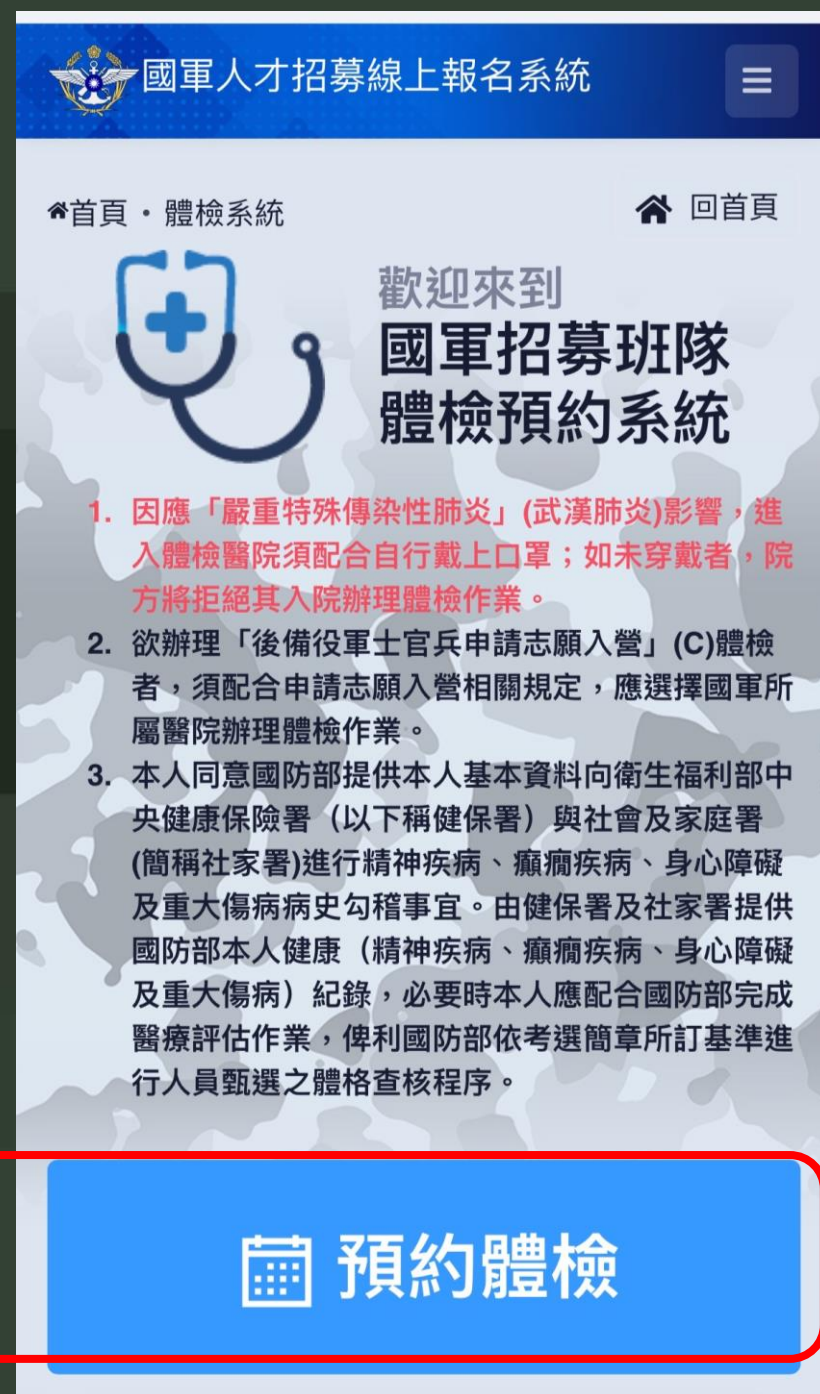 國軍人才招募線上報名系統
首頁・體檢系統
回首頁
歡迎來到
國軍招募班隊
體檢預約系統
1. 因應「嚴重特殊傳染性肺炎」(武漢肺炎)影響，進
入體檢醫院須配合自行戴上口罩；如未穿戴者，院
方將拒絕其入院辦理體檢作業。
2. 欲辦理「後備役軍士官兵申請志願入營」(C)體檢
者，須配合申請志願入營相關規定，應選擇國軍所
屬醫院辦理體檢作業。
3. 本人同意國防部提供本人基本資料向衛生福利部中
央健康保險署（以下稱健保署）與社會及家庭署
(簡稱社家署)進行精神疾病、癲癇疾病、身心障礙
及重大傷病病史勾稽事宜。由健保署及社家署提供
國防部本人健康（精神疾病、癲癇疾病、身心障礙
及重大傷病）紀錄，必要時本人應配合國防部完成
醫療評估作業，俾利國防部依考選簡章所訂基準進
行人員甄選之體格查核程序。
預約體檢